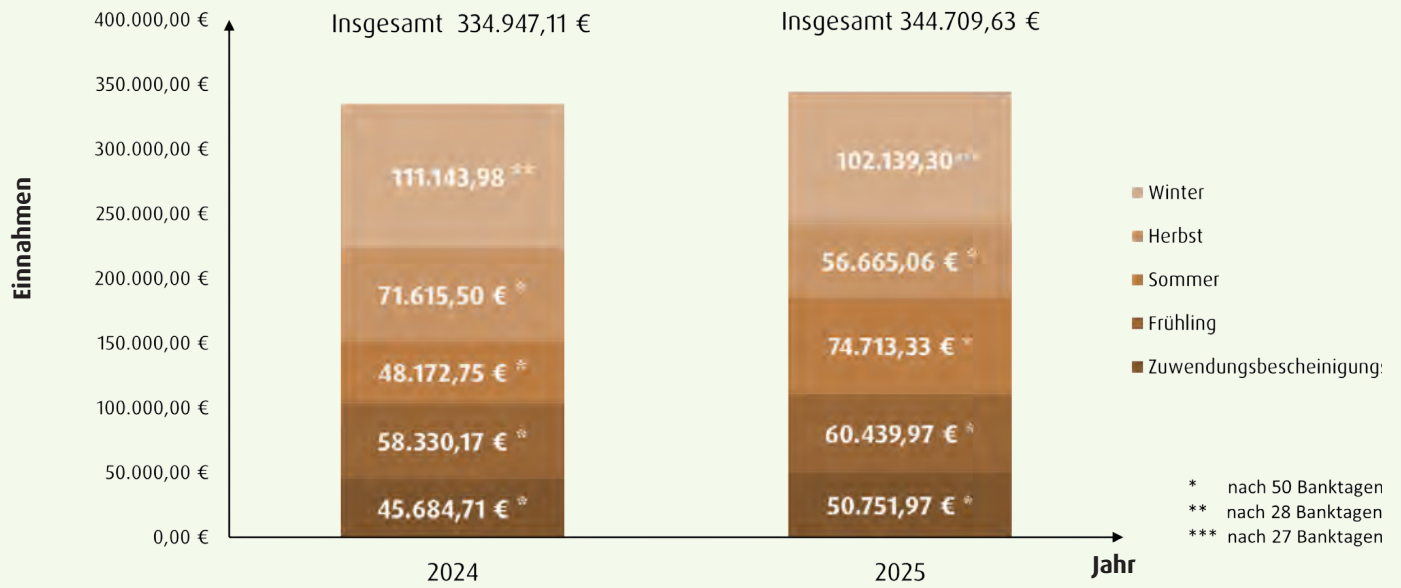 Insgesamt 334.947,11 €
Insgesamt 344.709,63 €
Einnahmen
400.000,00 €
350.000,00 €
300.000,00 €
250.000,00 €
200.000,00 €
150.000,00 €
100.000,00 €
50.000,00 €
0,00 €
111.143,98 **
71.615,50 € *
48.172,75 € *
58.330,17 € *
45.684,71 € *
102.139,30***
56.665,06 € *
74.713,33 € *
60.439,97 € *
50.751,97 € *
2024
2025
Jahr
Winter
Herbst
Sommer
Frühling
Zuwendungsbescheinigung
* nach 50 Banktagen
** nach 28 Banktagen
*** nach 27 Banktagen